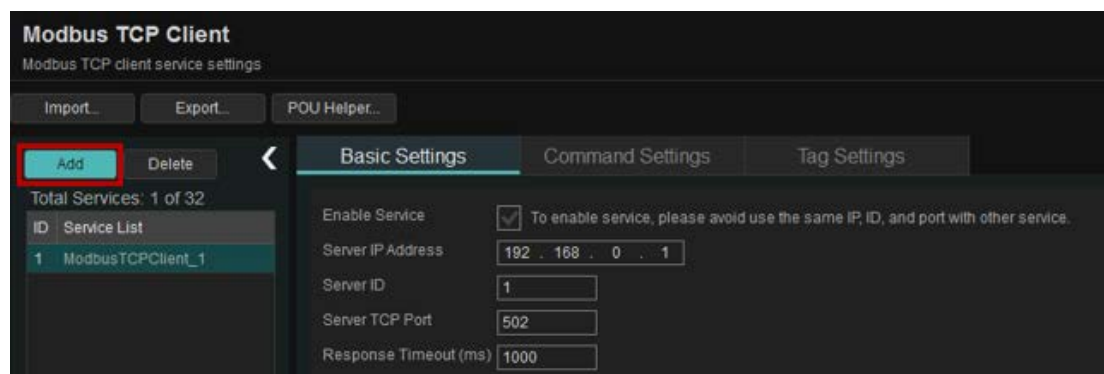 Modbus TCP Client
Modbus TCP client service settings
Import... Export... POU Helper...
Add Delete
Total Services: 1 of 32
ID Service List
1 ModbusTCPClient_1
Basic Settings Command Settings Tag Settings
Enable Service To enable service, please avoid use the same IP, ID, and port with other service.
Server IP Address 192 . 168 . 0 . 1
Server ID 1
Server TCP Port 502
Response Timeout (ms) 1000